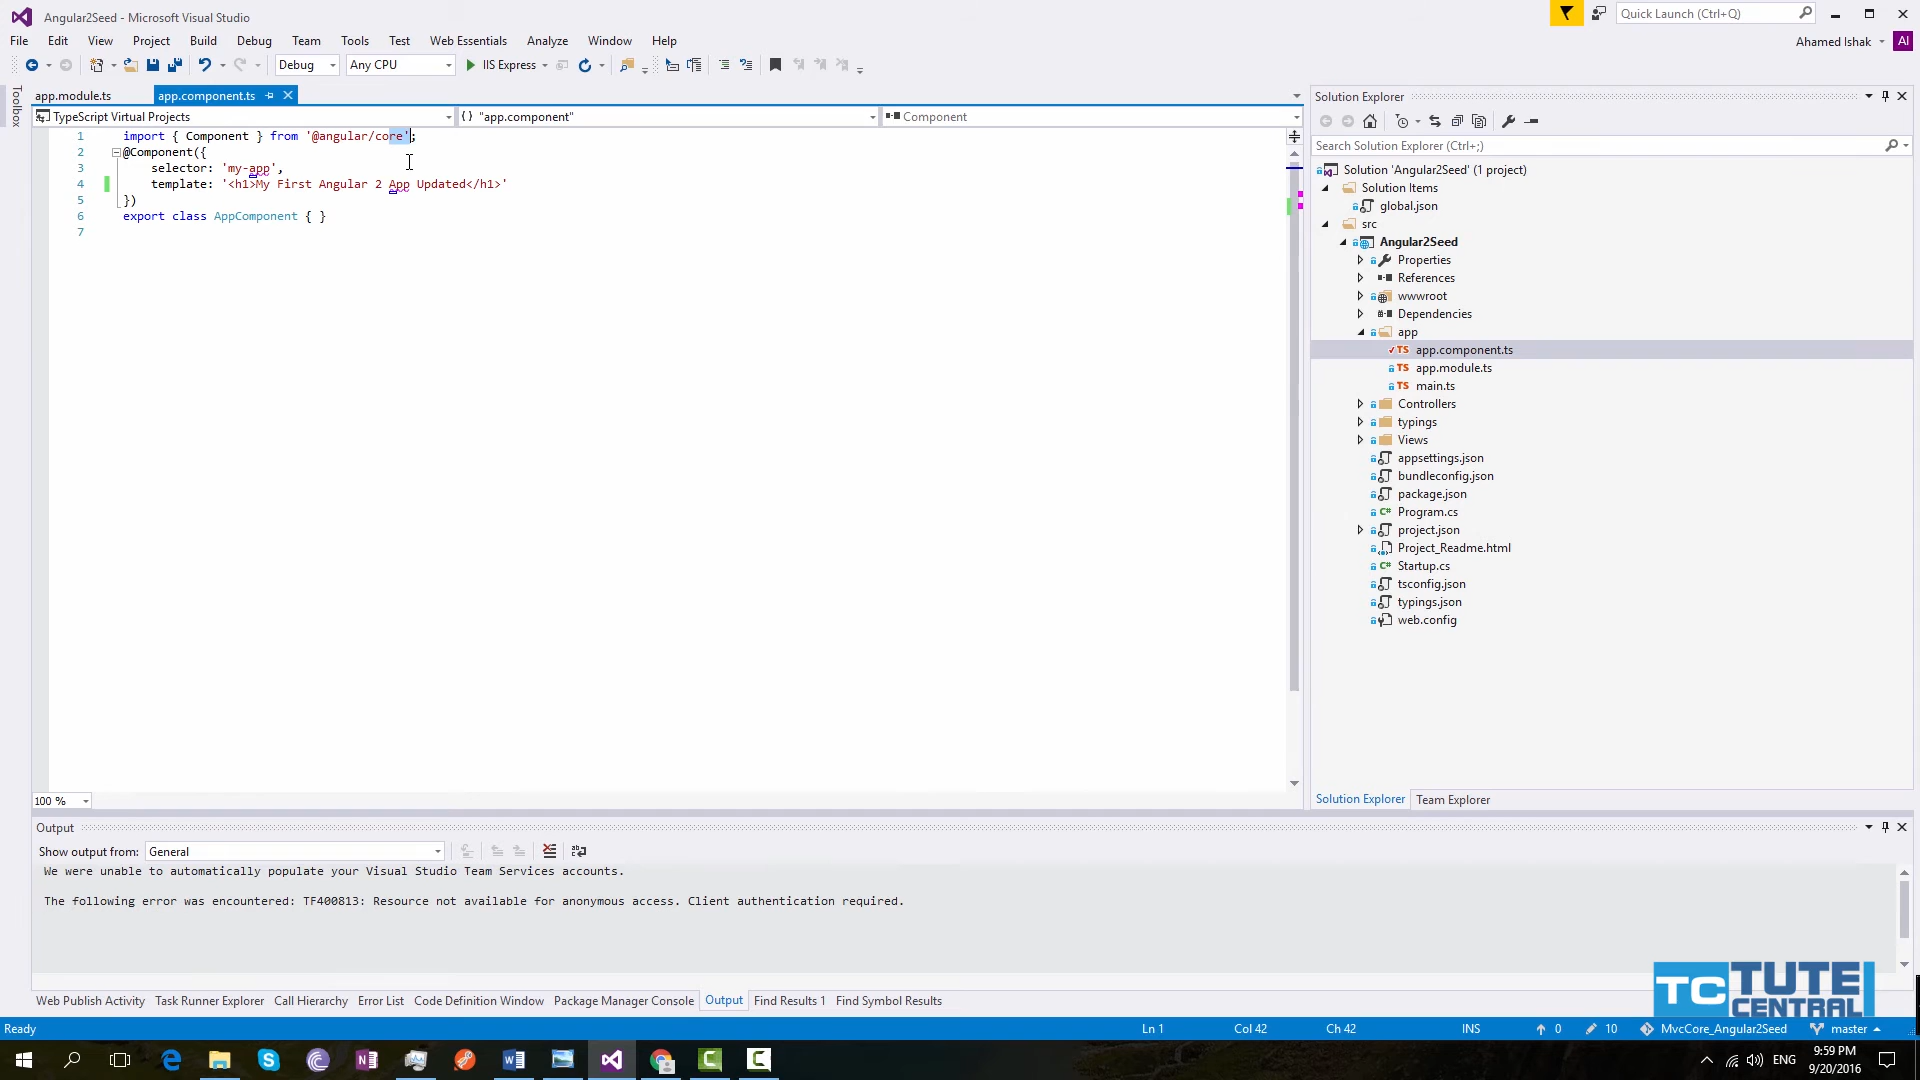 Angular2Seed - Microsoft Visual Studio
Quick Launch (Ctrl+Q)
File Edit View Project Build Debug Team Tools Test Web Essentials Analyze Window Help
Ahamed Ishak AI
Debug Any CPU IIS Express
Toolbox
app.module.ts app.component.ts
TypeScript Virtual Projects {} "app.component" Component
1 import { Component } from '@angular/core';
2 @Component({
3 selector: 'my-app',
4 template: '<h1>My First Angular 2 App Updated</h1>'
5 })
6 export class AppComponent { }
7
100 %
Solution Explorer
Search Solution Explorer (Ctrl+;)
Solution 'Angular2Seed' (1 project)
Solution Items
global.json
src
Angular2Seed
Properties
References
wwwroot
Dependencies
app
TS app.component.ts
TS app.module.ts
TS main.ts
Controllers
typings
Views
appsettings.json
bundleconfig.json
package.json
C# Program.cs
project.json
Project_Readme.html
C# Startup.cs
tsconfig.json
typings.json
web.config
Solution Explorer Team Explorer
Output
Show output from: General
We were unable to automatically populate your Visual Studio Team Services accounts.
The following error was encountered: TF400813: Resource not available for anonymous access. Client authentication required.
TC TUTE CENTRAL
Web Publish Activity Task Runner Explorer Call Hierarchy Error List Code Definition Window Package Manager Console Output Find Results 1 Find Symbol Results
Ready Ln 1 Col 42 Ch 42 INS 0 10 MvcCore_Angular2Seed master
ENG 9:59 PM
9/20/2016